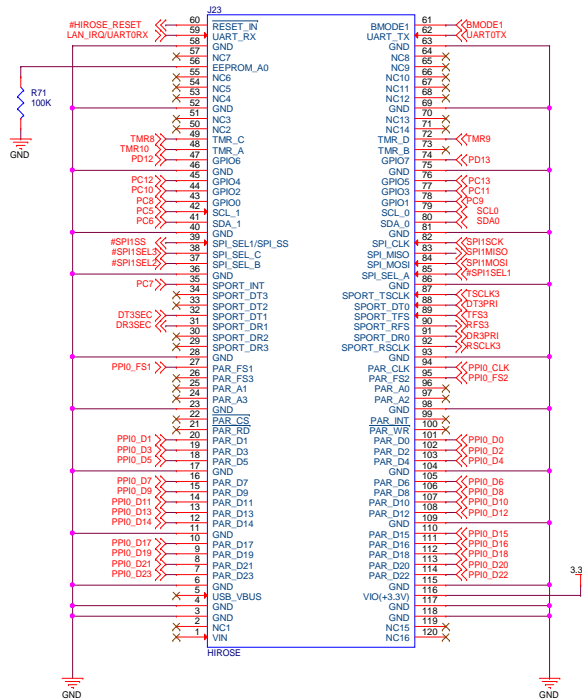 J23
#HIROSE_RESET 60 RESET_IN BMODE1 61 BMODE1
LAN_IRQ/UART0RX 59 UART_RX UART_TX 62 UART0TX
58 GND GND 63
57 NC7 NC8 64
56 EEPROM_A0 NC9 65
55 NC6 NC10 66
54 NC5 NC11 67
53 NC4 NC12 68
R71
100K
52 GND GND 69
51 NC3 NC13 70
50 NC2 NC14 71
GND
TMR8 49 TMR_C TMR_D 72 TMR9
TMR10 48 TMR_A TMR_B 73
PD12 47 GPIO6 GPIO7 74 PD13
46 GND GND 75
PC12 45 GPIO4 GPIO5 76 PC13
PC10 44 GPIO2 GPIO3 77 PC11
PC8 43 GPIO0 GPIO1 78 PC9
PC5 42 SCL_1 SCL_0 79 SCL0
PC6 41 SDA_1 SDA_0 80 SDA0
40 GND GND 81
#SPI1SS 39 SPI_SEL1/SPI_SS SPI_CLK 82 SPI1SCK
#SPI1SEL3 38 SPI_SEL_C SPI_MISO 83 SPI1MISO
#SPI1SEL2 37 SPI_SEL_B SPI_MOSI 84 SPI1MOSI
36 GND SPI_SEL_A 85 #SPI1SEL1
PC7 35 SPORT_INT GND 86
34 SPORT_DT3 SPORT_TSCLK 87 TSCLK3
33 SPORT_DT2 SPORT_DT0 88 DT3PRI
DT3SEC 32 SPORT_DT1 SPORT_TFS 89 TFS3
DR3SEC 31 SPORT_DR1 SPORT_RFS 90 RFS3
30 SPORT_DR2 SPORT_DR0 91 DR3PRI
29 SPORT_DR3 SPORT_RSCLK 92 RSCLK3
28 GND GND 93
PPI0_FS1 27 PAR_FS1 PAR_CLK 94 PPI0_CLK
26 PAR_FS3 PAR_FS2 95 PPI0_FS2
25 PAR_A1 PAR_A0 96
24 PAR_A3 PAR_A2 97
23 GND GND 98
22 PAR_CS PAR_INT 99
21 PAR_RD PAR_WR 100
PPI0_D1 20 PAR_D1 PAR_D0 101 PPI0_D0
PPI0_D3 19 PAR_D3 PAR_D2 102 PPI0_D2
PPI0_D5 18 PAR_D5 PAR_D4 103 PPI0_D4
17 GND GND 104
PPI0_D7 16 PAR_D7 PAR_D6 105 PPI0_D6
PPI0_D9 15 PAR_D9 PAR_D8 106 PPI0_D8
PPI0_D11 14 PAR_D11 PAR_D10 107 PPI0_D10
PPI0_D13 13 PAR_D13 PAR_D12 108 PPI0_D12
PPI0_D14 12 PAR_D14 GND 109
11 GND PAR_D15 110 PPI0_D15
PPI0_D17 10 PAR_D17 PAR_D16 111 PPI0_D16
PPI0_D19 9 PAR_D19 PAR_D18 112 PPI0_D18
PPI0_D21 8 PAR_D21 PAR_D20 113 PPI0_D20
PPI0_D23 7 PAR_D23 PAR_D22 114 PPI0_D22
6 GND GND 115
5 USB_VBUS VIO(+3.3V) 116 3.3
4 GND GND 117
3 GND GND 118
2 NC1 NC15 119
1 VIN NC16 120
HIROSE
GND GND